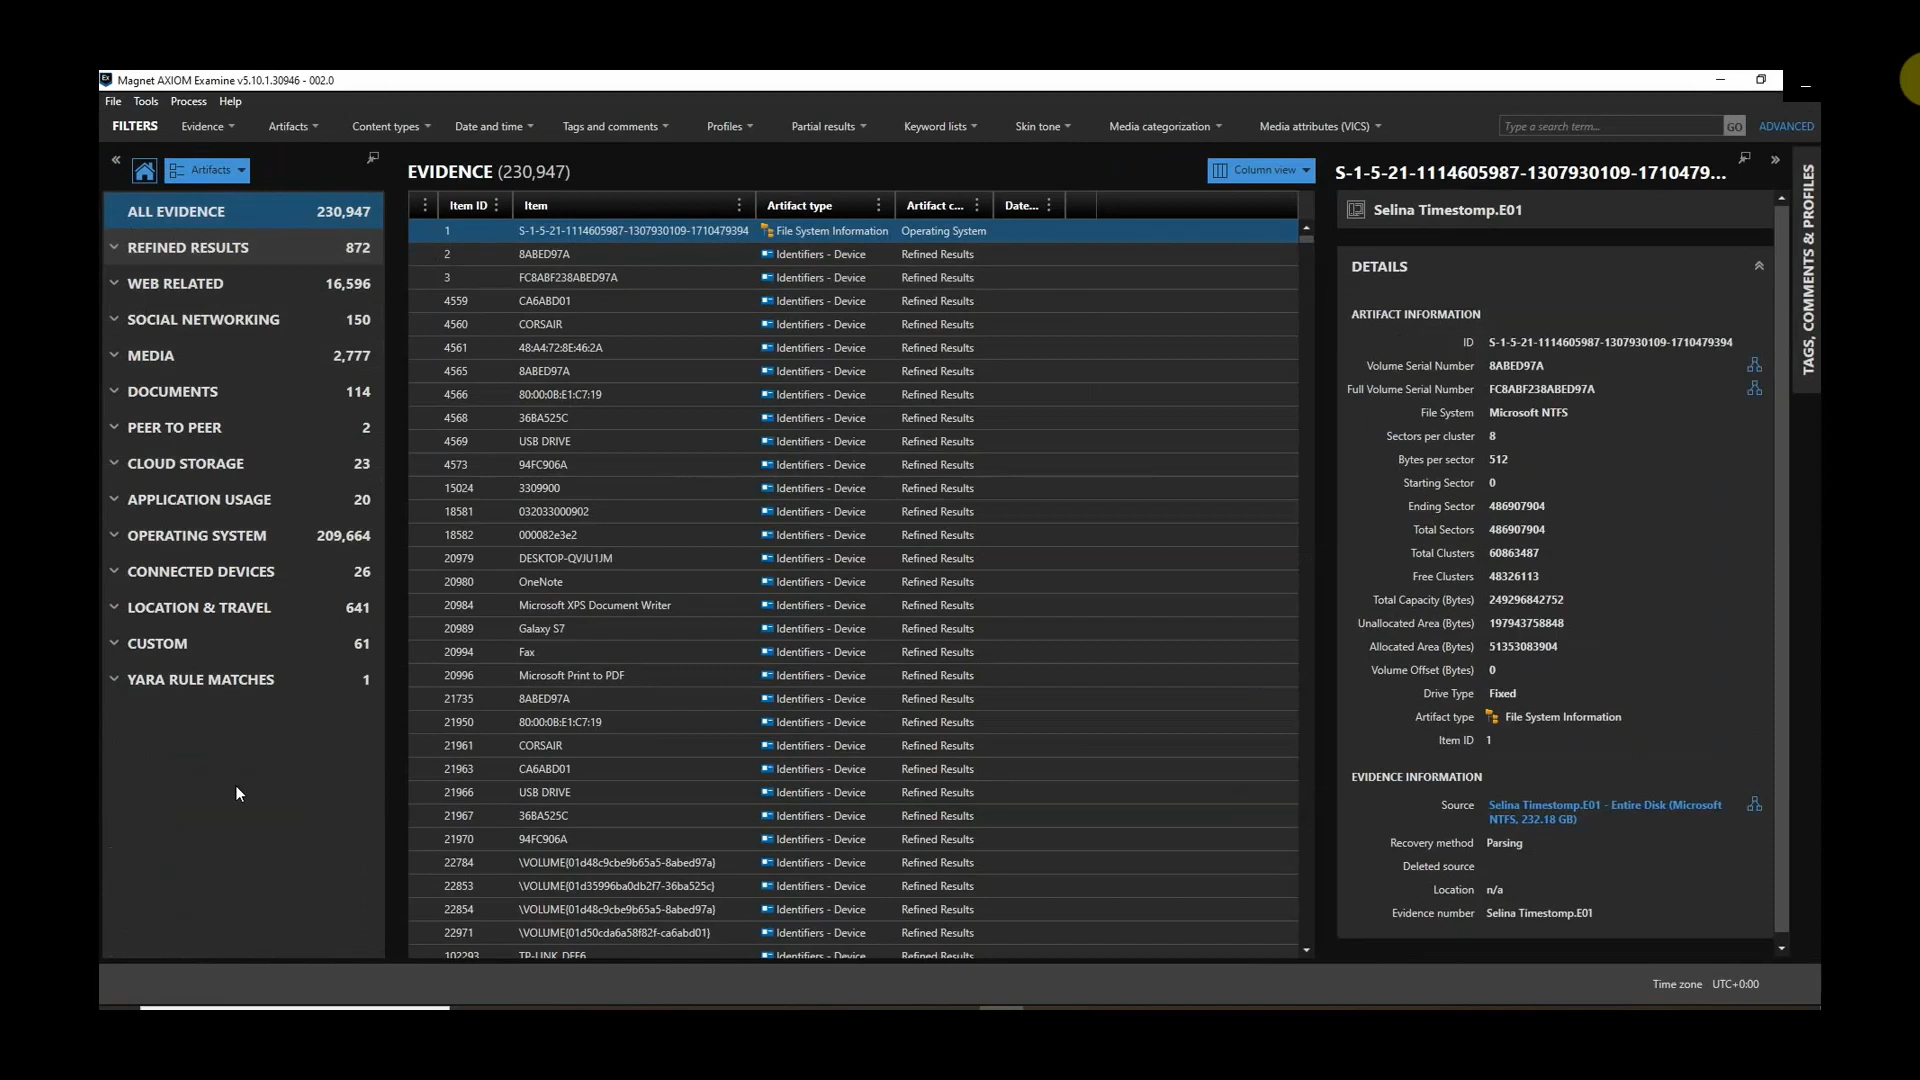 Magnet AXIOM Examine v5.10.1.30946 - 002.0
File Tools Process Help
FILTERS Evidence Artifacts Content types Date and time Tags and comments Profiles Partial results Keyword lists Skin tone Media categorization Media attributes (VICS) Type a search term... GO ADVANCED
Artifacts
ALL EVIDENCE 230,947
REFINED RESULTS 872
WEB RELATED 16,596
SOCIAL NETWORKING 150
MEDIA 2,777
DOCUMENTS 114
PEER TO PEER 2
CLOUD STORAGE 23
APPLICATION USAGE 20
OPERATING SYSTEM 209,664
CONNECTED DEVICES 26
LOCATION & TRAVEL 641
CUSTOM 61
YARA RULE MATCHES 1
EVIDENCE (230,947) Column view
Item ID Item Artifact type Artifact c... Date...
1 S-1-5-21-1114605987-1307930109-1710479394 File System Information Operating System
2 8ABED97A Identifiers - Device Refined Results
3 FC8ABF238ABED97A Identifiers - Device Refined Results
4559 CA6ABD01 Identifiers - Device Refined Results
4560 CORSAIR Identifiers - Device Refined Results
4561 48:A4:72:8E:46:2A Identifiers - Device Refined Results
4565 8ABED97A Identifiers - Device Refined Results
4566 80:00:0B:E1:C7:19 Identifiers - Device Refined Results
4568 36BA525C Identifiers - Device Refined Results
4569 USB DRIVE Identifiers - Device Refined Results
4573 94FC906A Identifiers - Device Refined Results
15024 3309900 Identifiers - Device Refined Results
18581 032033000902 Identifiers - Device Refined Results
18582 000082e3e2 Identifiers - Device Refined Results
20979 DESKTOP-QVJU1JM Identifiers - Device Refined Results
20980 OneNote Identifiers - Device Refined Results
20984 Microsoft XPS Document Writer Identifiers - Device Refined Results
20989 Galaxy S7 Identifiers - Device Refined Results
20994 Fax Identifiers - Device Refined Results
20996 Microsoft Print to PDF Identifiers - Device Refined Results
21735 8ABED97A Identifiers - Device Refined Results
21950 80:00:0B:E1:C7:19 Identifiers - Device Refined Results
21961 CORSAIR Identifiers - Device Refined Results
21963 CA6ABD01 Identifiers - Device Refined Results
21966 USB DRIVE Identifiers - Device Refined Results
21967 36BA525C Identifiers - Device Refined Results
21970 94FC906A Identifiers - Device Refined Results
22784 \VOLUME{01d48c9cbe9b65a5-8abed97a} Identifiers - Device Refined Results
22853 \VOLUME{01d35996ba0db2f7-36ba525c} Identifiers - Device Refined Results
22854 \VOLUME{01d48c9cbe9b65a5-8abed97a} Identifiers - Device Refined Results
22971 \VOLUME{01d50cda6a58f82f-ca6abd01} Identifiers - Device Refined Results
102293 Identifiers - Device Refined Results
S-1-5-21-1114605987-1307930109-1710479...
Selina Timestomp.E01
DETAILS
ARTIFACT INFORMATION
ID S-1-5-21-1114605987-1307930109-1710479394
Volume Serial Number 8ABED97A
Full Volume Serial Number FC8ABF238ABED97A
File System Microsoft NTFS
Sectors per cluster 8
Bytes per sector 512
Starting Sector 0
Ending Sector 486907904
Total Sectors 486907904
Total Clusters 60863487
Free Clusters 48326113
Total Capacity (Bytes) 249296842752
Unallocated Area (Bytes) 197943758848
Allocated Area (Bytes) 51353083904
Volume Offset (Bytes) 0
Drive Type Fixed
Artifact type File System Information
Item ID 1
EVIDENCE INFORMATION
Source Selina Timestomp.E01 - Entire Disk (Microsoft
NTFS, 232.18 GB)
Recovery method Parsing
Deleted source
Location n/a
Evidence number Selina Timestomp.E01
TAGS, COMMENTS & PROFILES
Time zone UTC+0:00